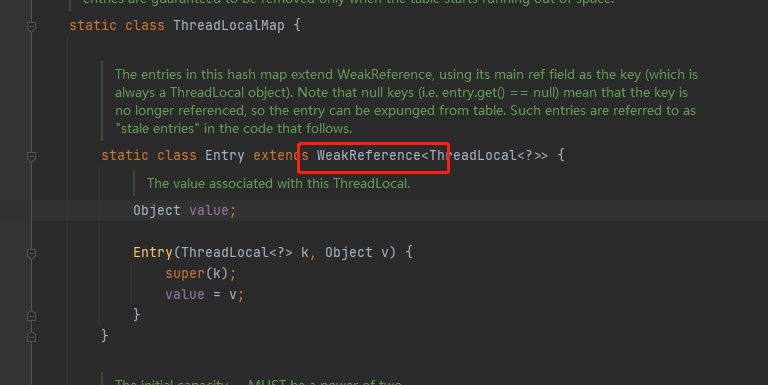 entries are guaranteed to be removed only when the table starts running out of space.
static class ThreadLocalMap {
The entries in this hash map extend WeakReference, using its main ref field as the key (which is
always a ThreadLocal object). Note that null keys (i.e. entry.get() == null) mean that the key is
no longer referenced, so the entry can be expunged from table. Such entries are referred to as
"stale entries" in the code that follows.
static class Entry extends WeakReference<ThreadLocal<?>> {
The value associated with this ThreadLocal.
Object value;
Entry(ThreadLocal<?> k, Object v) {
super(k);
value = v;
}
}
The initial capacity -- MUST be a power of two.